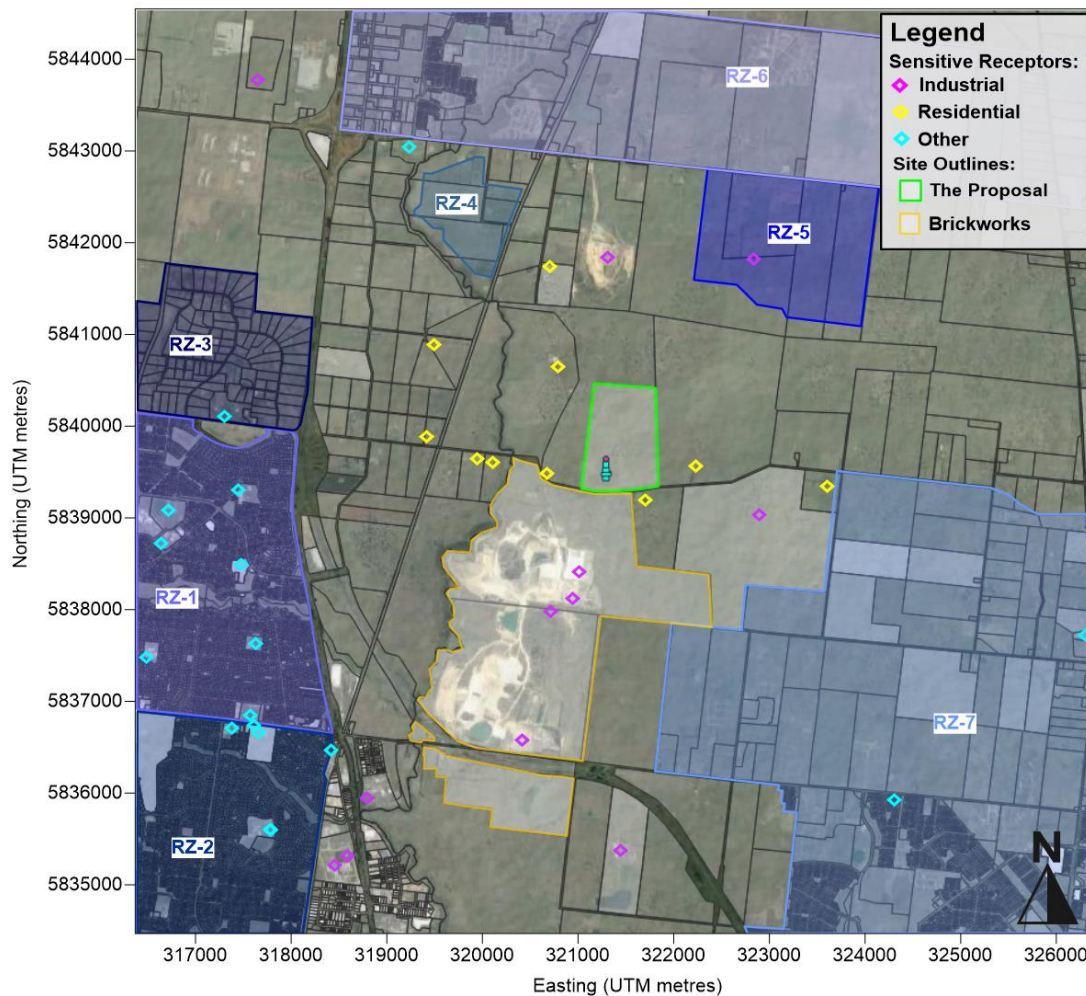 Legend
Sensitive Receptors:
Industrial
Residential
Other
Site Outlines:
The Proposal
Brickworks
RZ-6
RZ-4
RZ-5
RZ-3
RZ-1
RZ-7
RZ-2
N
5844000
5843000
5842000
5841000
5840000
5839000
5838000
5837000
5836000
5835000
Northing (UTM metres)
317000 318000 319000 320000 321000 322000 323000 324000 325000 326000
Easting (UTM metres)